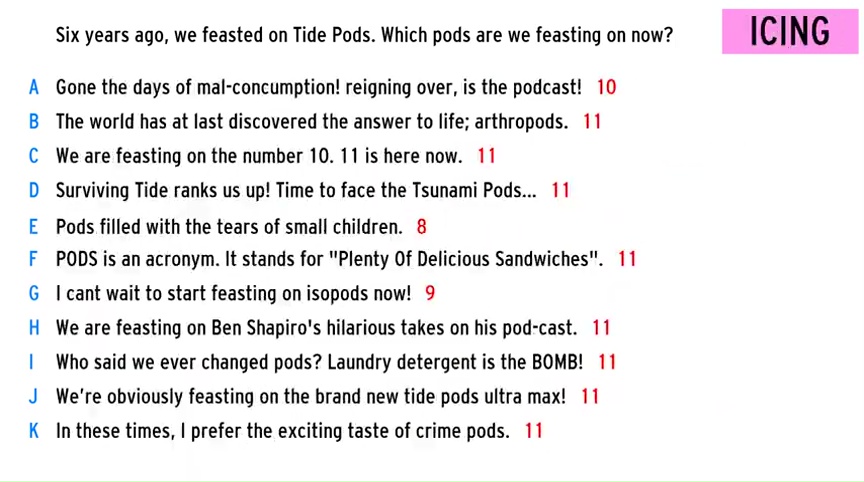 Six years ago, we feasted on Tide Pods. Which pods are we feasting on now?
ICING
A Gone the days of mal-concumption! reigning over, is the podcast! 10
B The world has at last discovered the answer to life; arthropods. 11
C We are feasting on the number 10. 11 is here now. 11
D Surviving Tide ranks us up! Time to face the Tsunami Pods... 11
E Pods filled with the tears of small children. 8
F PODS is an acronym. It stands for "Plenty Of Delicious Sandwiches". 11
G I cant wait to start feasting on isopods now! 9
H We are feasting on Ben Shapiro's hilarious takes on his pod-cast. 11
I Who said we ever changed pods? Laundry detergent is the BOMB! 11
J We're obviously feasting on the brand new tide pods ultra max! 11
K In these times, I prefer the exciting taste of crime pods. 11